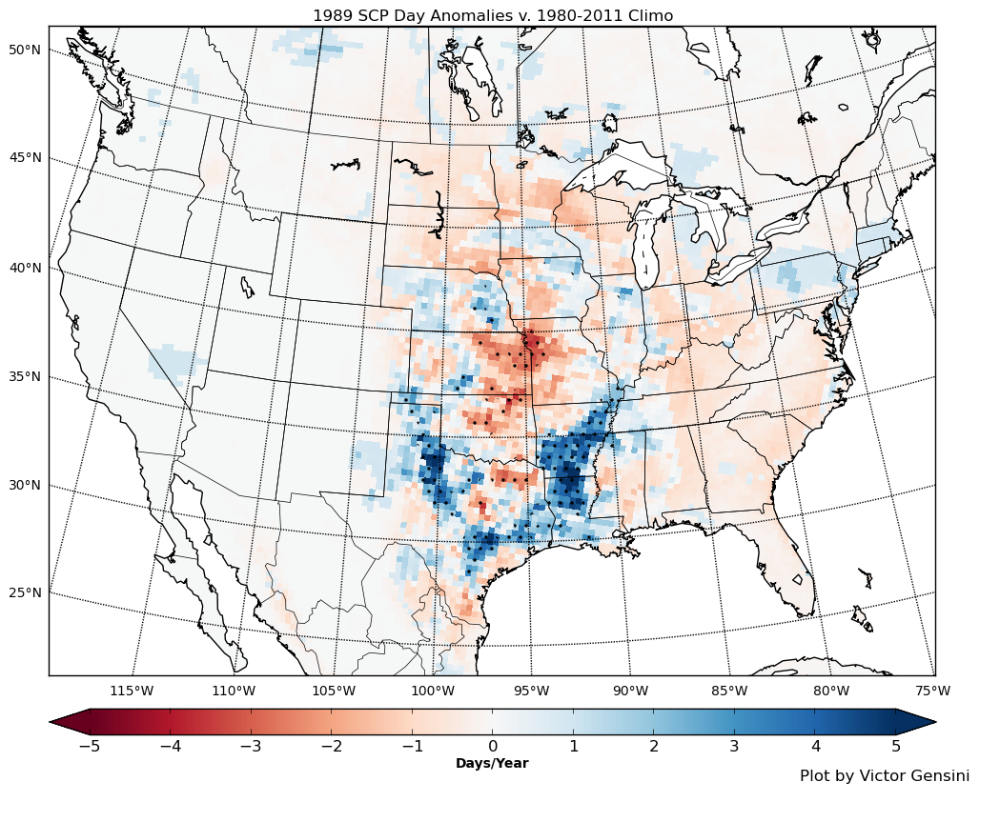 1989 SCP Day Anomalies v. 1980-2011 Climo
50°N
45°N
40°N
35°N
30°N
25°N
115°W 110°W 105°W 100°W 95°W 90°W 85°W 80°W 75°W
−5 −4 −3 −2 −1 0 1 2 3 4 5
Days/Year
Plot by Victor Gensini